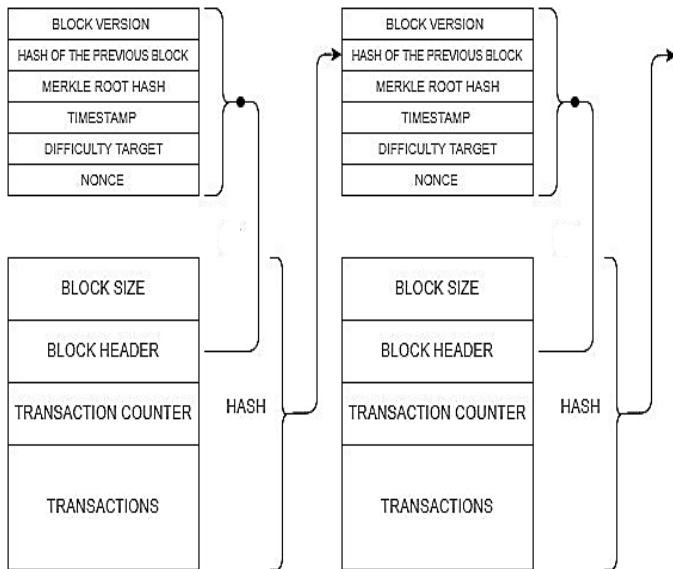 BLOCK VERSION
HASH OF THE PREVIOUS BLOCK
MERKLE ROOT HASH
TIMESTAMP
DIFFICULTY TARGET
NONCE
BLOCK SIZE
BLOCK HEADER
TRANSACTION COUNTER
HASH
TRANSACTIONS
BLOCK VERSION
HASH OF THE PREVIOUS BLOCK
MERKLE ROOT HASH
TIMESTAMP
DIFFICULTY TARGET
NONCE
BLOCK SIZE
BLOCK HEADER
TRANSACTION COUNTER
HASH
TRANSACTIONS